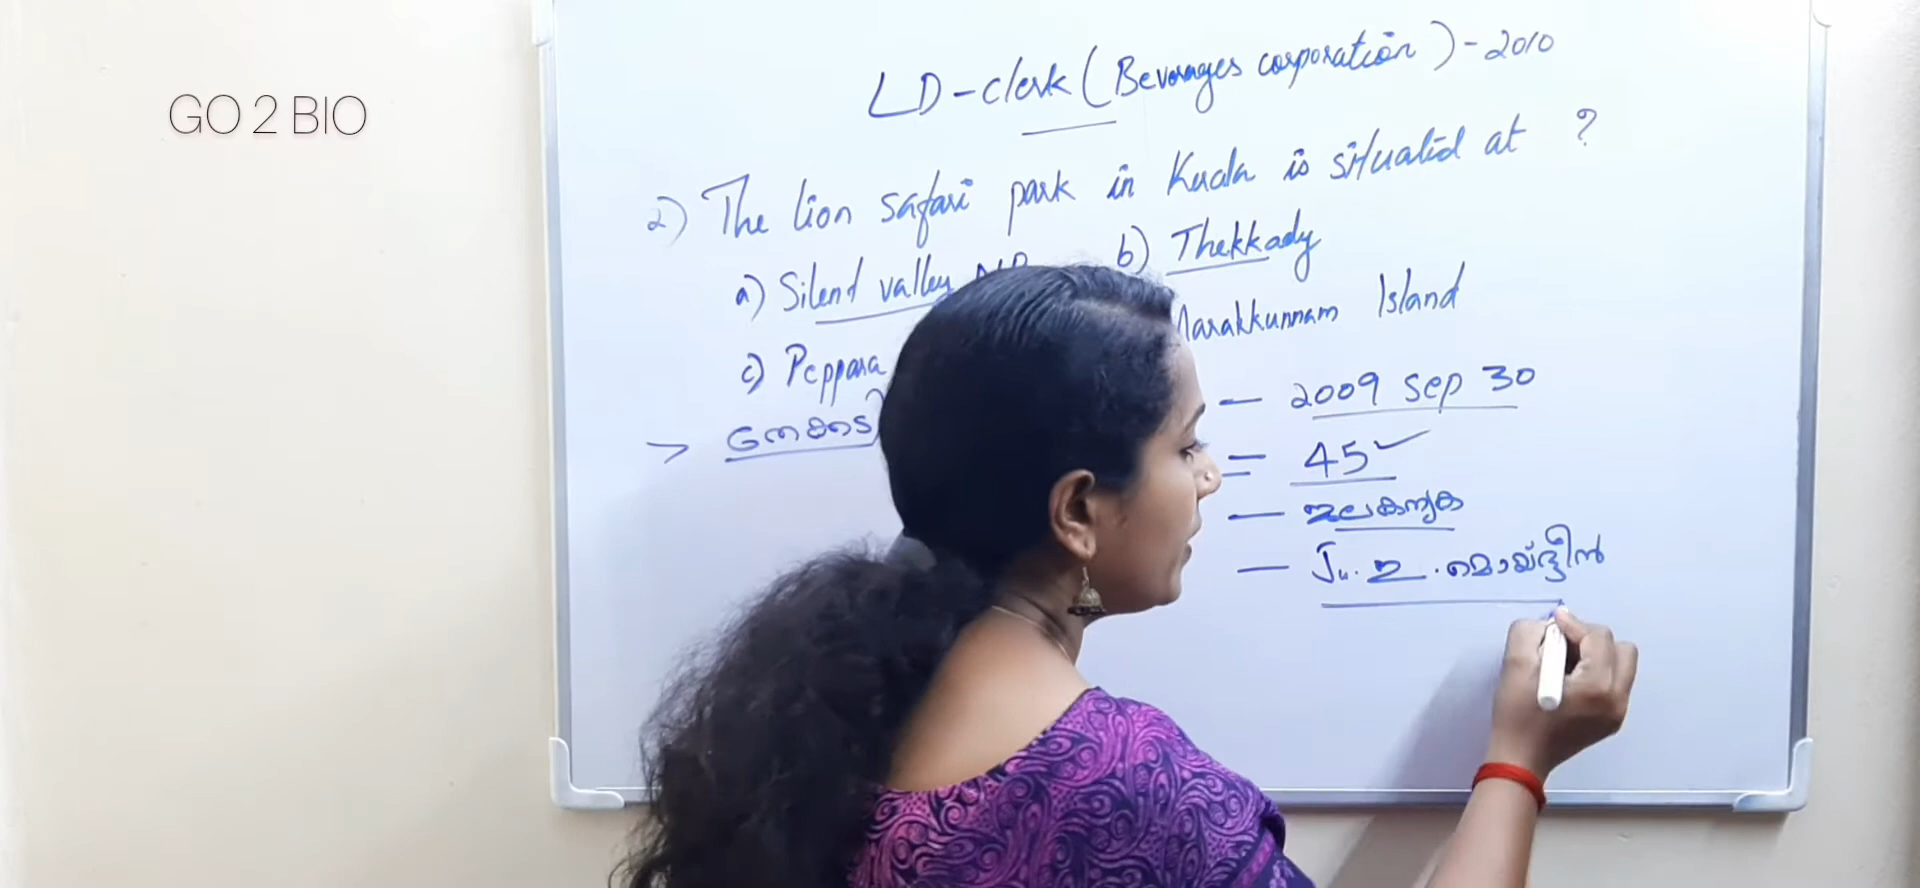 GO 2 BIO
LD-clerk (Beverages corporation) - 2010
2) The lion safari park in Kerala is situated at ?
a) Silent valley b) Thekkady
c) Peppara Marakkunnam Island
> തേക്കടി - 2009 Sep 30
= 45 ✓
- ജലകന്യക
- മൊയ്ദീൻ